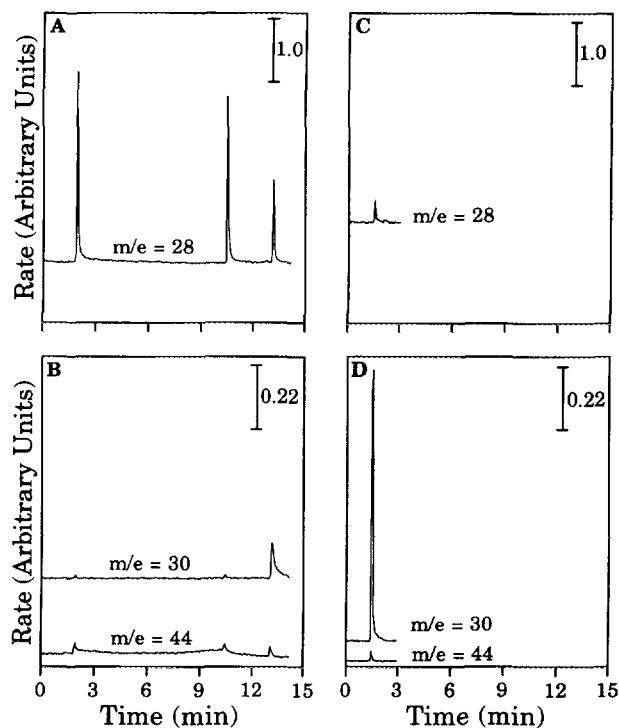 A
1.0
m/e = 28
Rate (Arbitrary Units)
C
1.0
m/e = 28
B
0.22
m/e = 30
m/e = 44
Rate (Arbitrary Units)
0 3 6 9 12 15
Time (min)
D
0.22
m/e = 30
m/e = 44
0 3 6 9 12 15
Time (min)